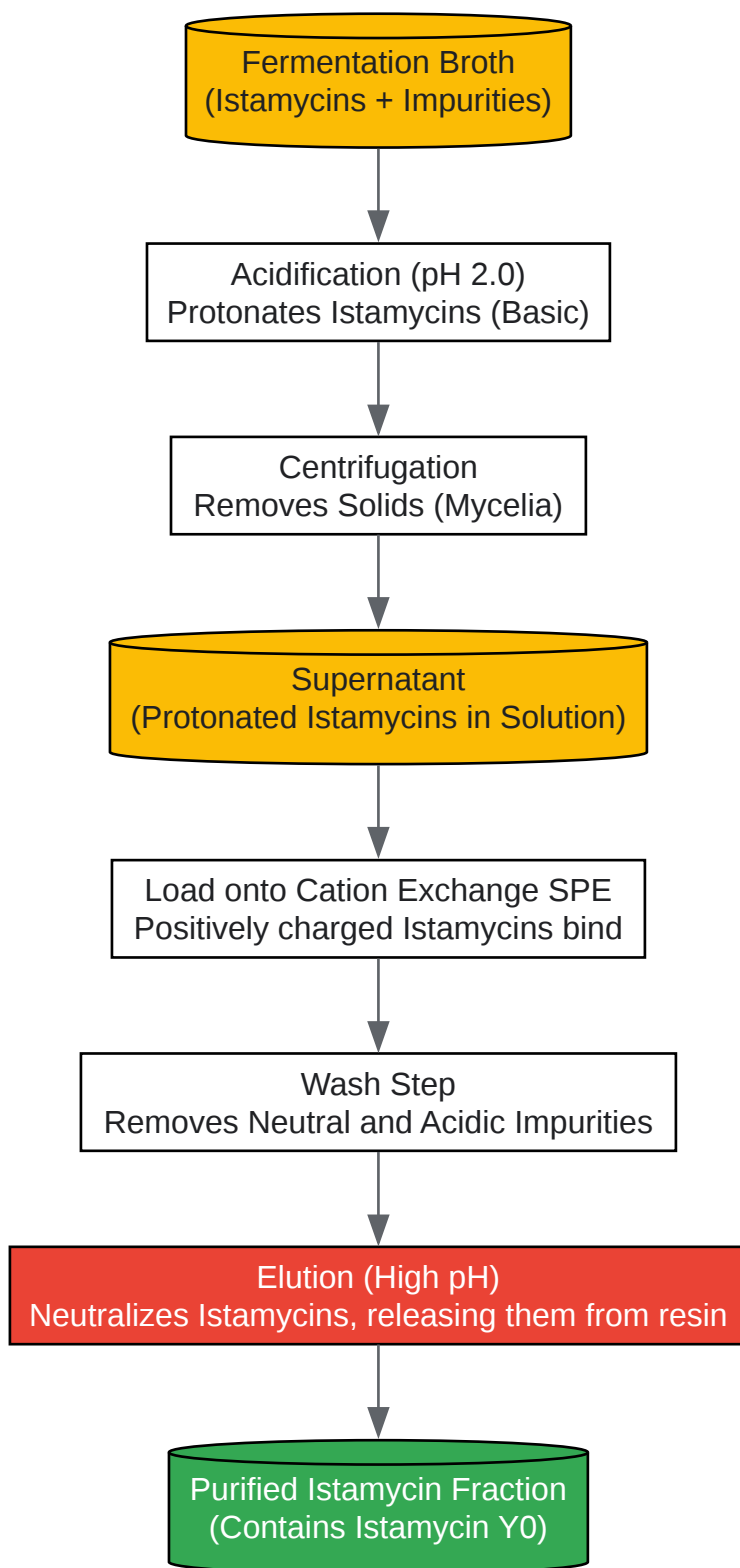 Fermentation Broth
(Istamycins + Impurities)
Acidification (pH 2.0)
Protonates Istamycins (Basic)
Centrifugation
Removes Solids (Mycelia)
Supernatant
(Protonated Istamycins in Solution)
Load onto Cation Exchange SPE
Positively charged Istamycins bind
Wash Step
Removes Neutral and Acidic Impurities
Elution (High pH)
Neutralizes Istamycins, releasing them from resin
Purified Istamycin Fraction
(Contains Istamycin Y0)